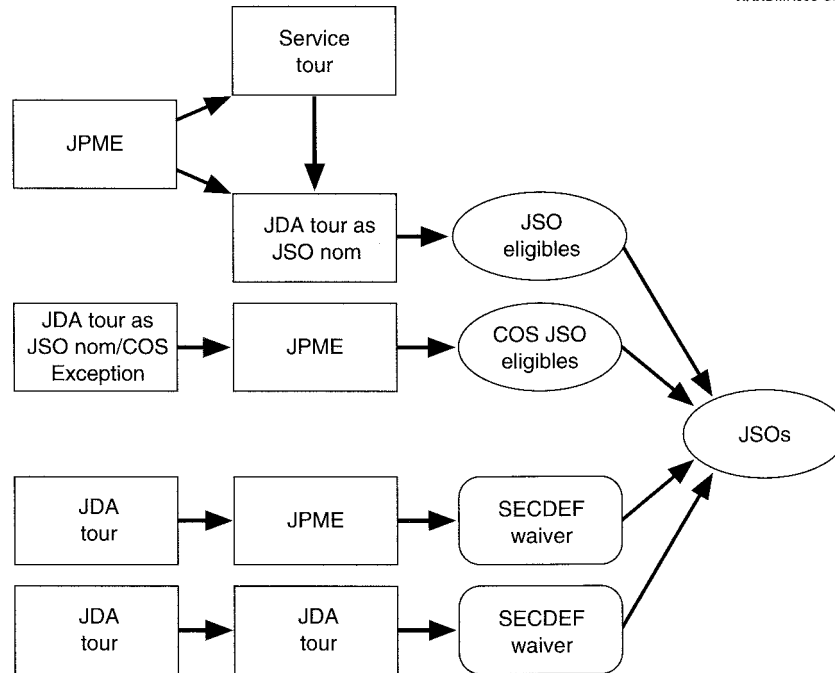 Service
tour
JPME
JDA tour as
JSO nom
JSO
eligibles
JDA tour as
JSO nom/COS
Exception
JPME
COS JSO
eligibles
JSOs
JDA
tour
JPME
SECDEF
waiver
JDA
tour
JDA
tour
SECDEF
waiver